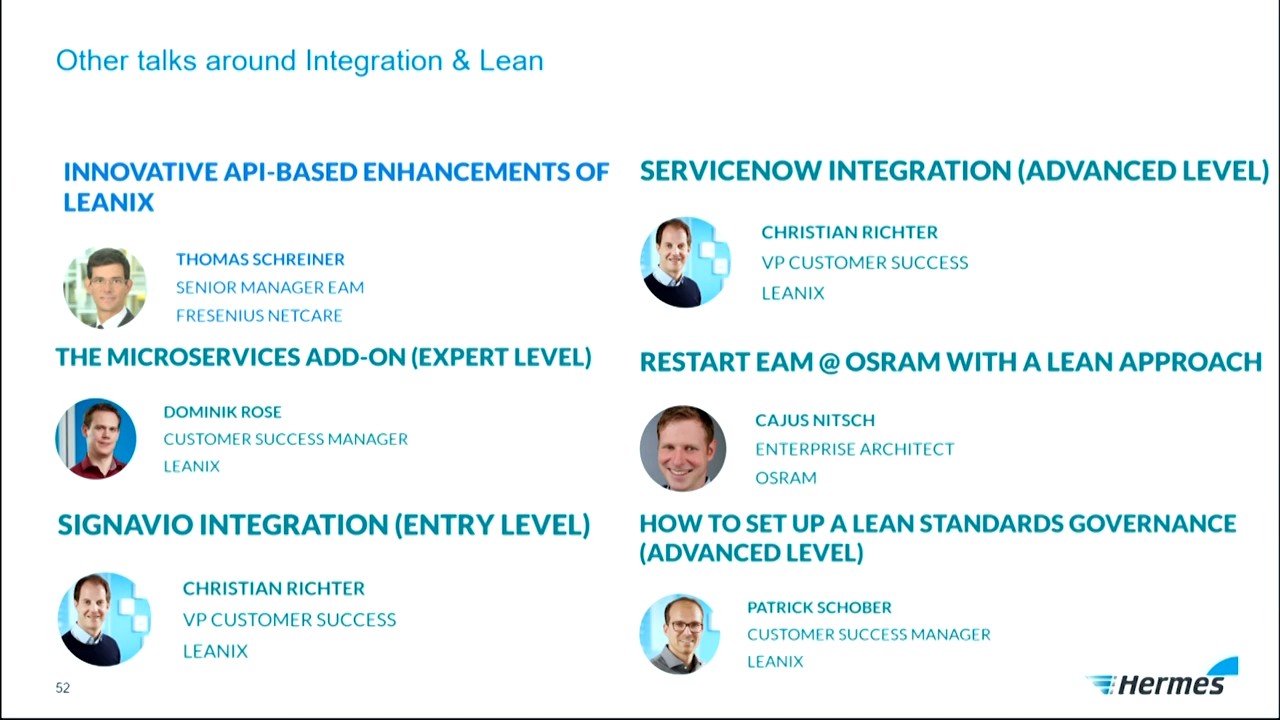 Other talks around Integration & Lean
INNOVATIVE API-BASED ENHANCEMENTS OF
LEANIX
THOMAS SCHREINER
SENIOR MANAGER EAM
FRESENIUS NETCARE
SERVICENOW INTEGRATION (ADVANCED LEVEL)
CHRISTIAN RICHTER
VP CUSTOMER SUCCESS
LEANIX
THE MICROSERVICES ADD-ON (EXPERT LEVEL)
DOMINIK ROSE
CUSTOMER SUCCESS MANAGER
LEANIX
RESTART EAM @ OSRAM WITH A LEAN APPROACH
CAJUS NITSCH
ENTERPRISE ARCHITECT
OSRAM
SIGNAVIO INTEGRATION (ENTRY LEVEL)
CHRISTIAN RICHTER
VP CUSTOMER SUCCESS
LEANIX
HOW TO SET UP A LEAN STANDARDS GOVERNANCE
(ADVANCED LEVEL)
PATRICK SCHOBER
CUSTOMER SUCCESS MANAGER
LEANIX
52
Hermes